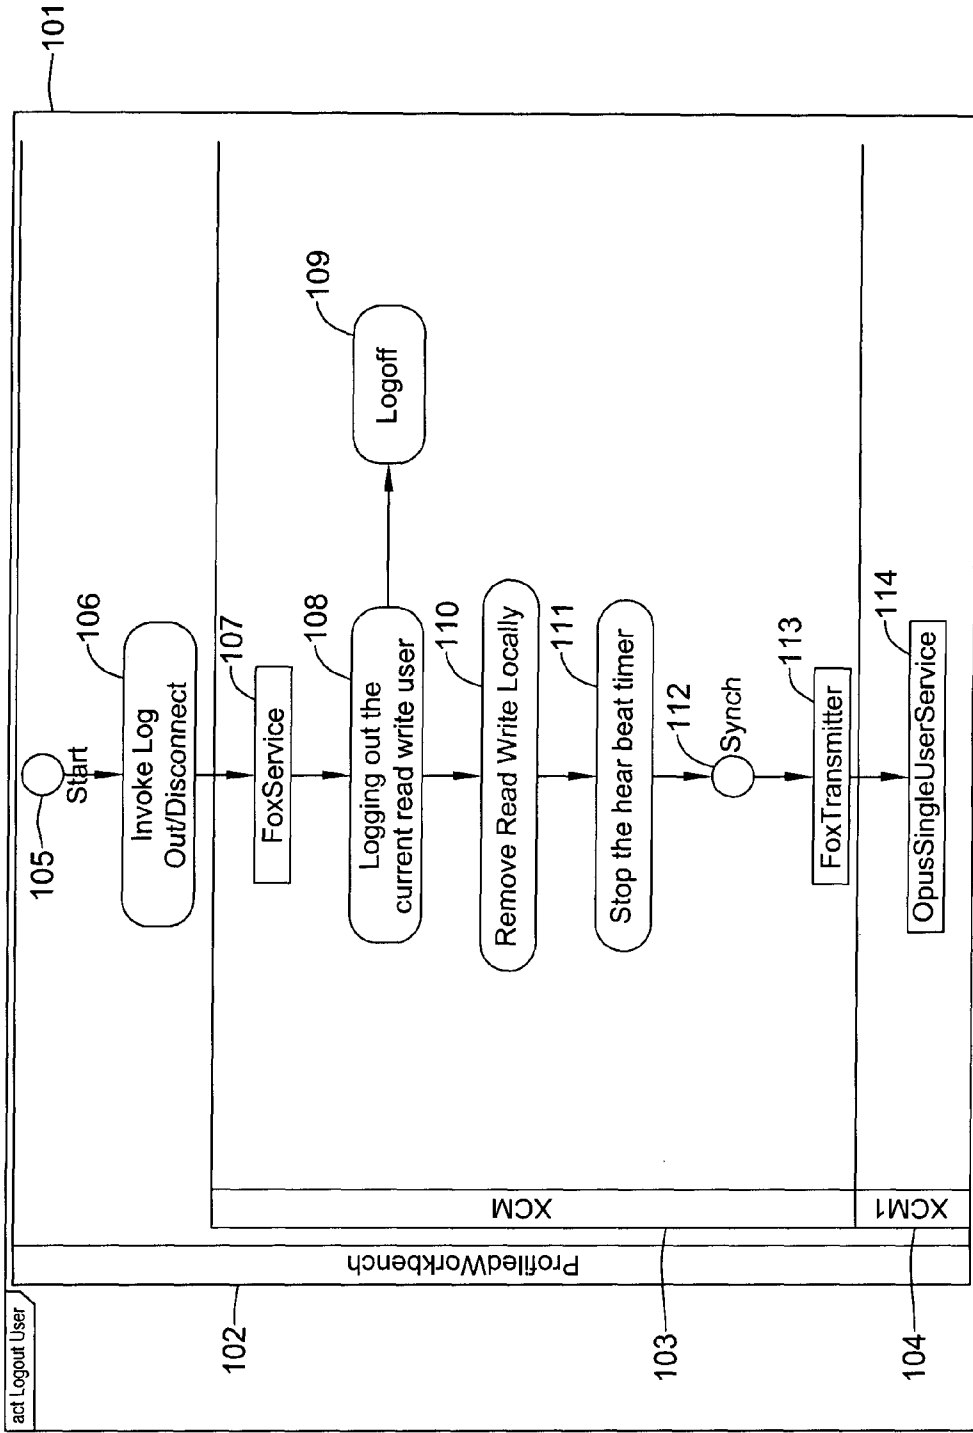 act Logout User
101
102
ProfiledWorkbench
103
XCM
104
XCM1
105
Start
106
Invoke Log
Out/Disconnect
107
FoxService
108
Logging out the
current read write user
109
Logoff
110
Remove Read Write Locally
111
Stop the hear beat timer
112
Synch
113
FoxTransmitter
114
OpusSingleUserService